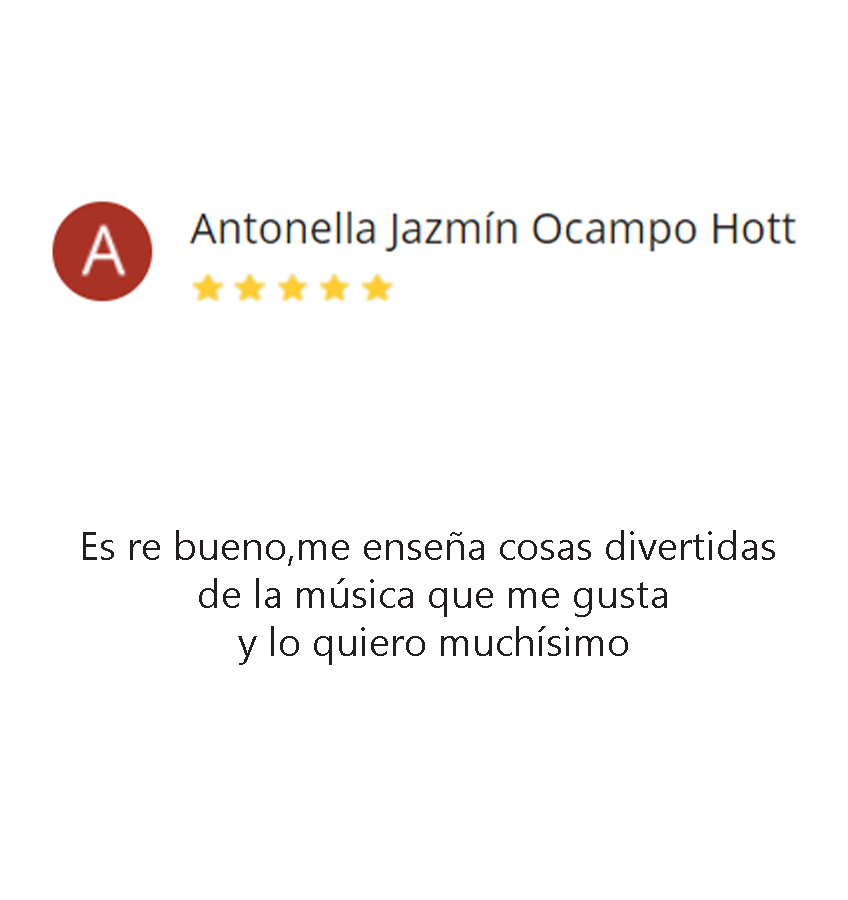 A
Antonella Jazmín Ocampo Hott
Es re bueno,me enseña cosas divertidas
de la música que me gusta
y lo quiero muchísimo